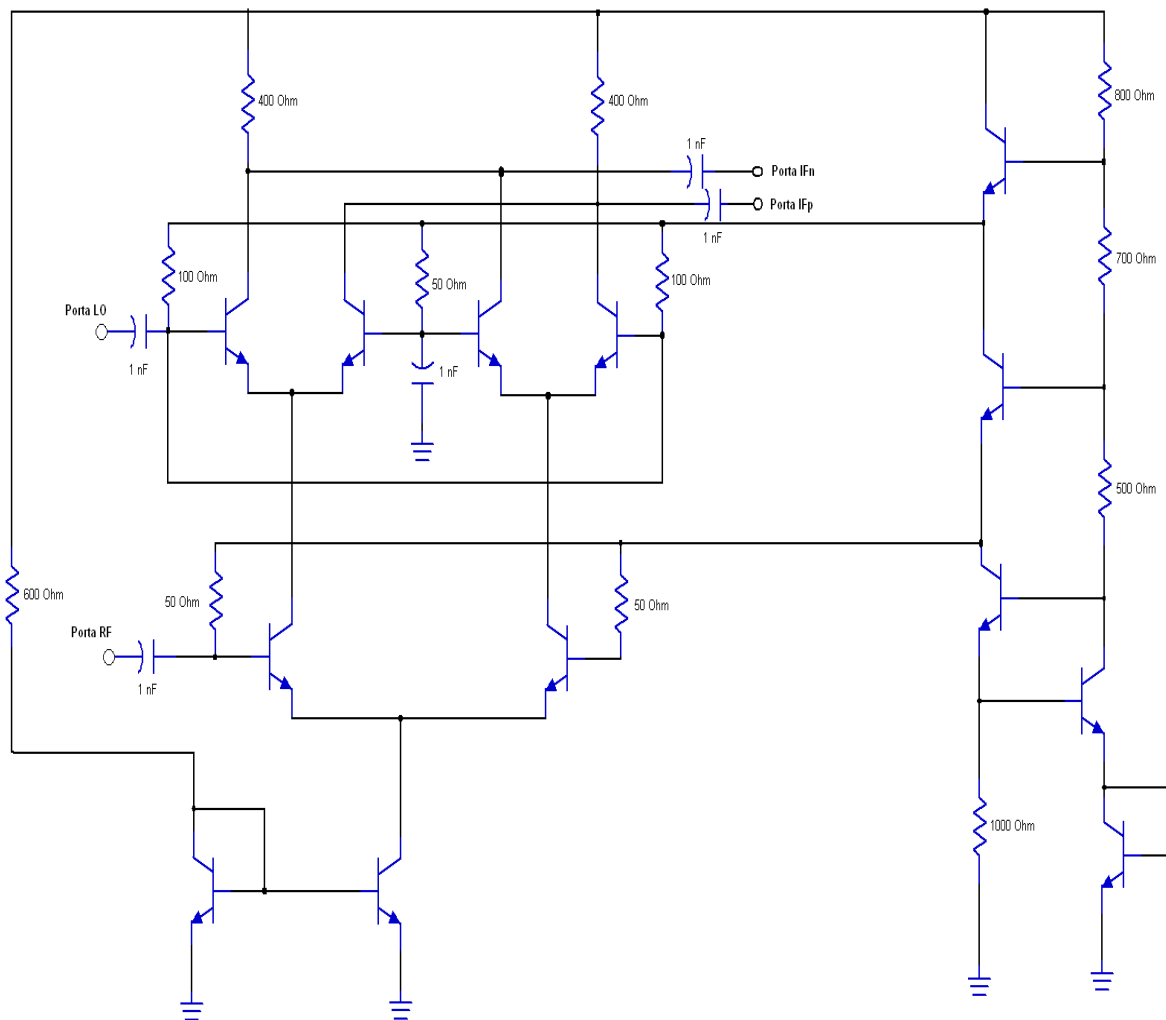 400 Ohm
400 Ohm
800 Ohm
1 nF
Porta IFn
Porta IFp
1 nF
100 Ohm
50 Ohm
100 Ohm
700 Ohm
Porta LO
1 nF
1 nF
500 Ohm
600 Ohm
50 Ohm
50 Ohm
Porta RF
1 nF
1000 Ohm